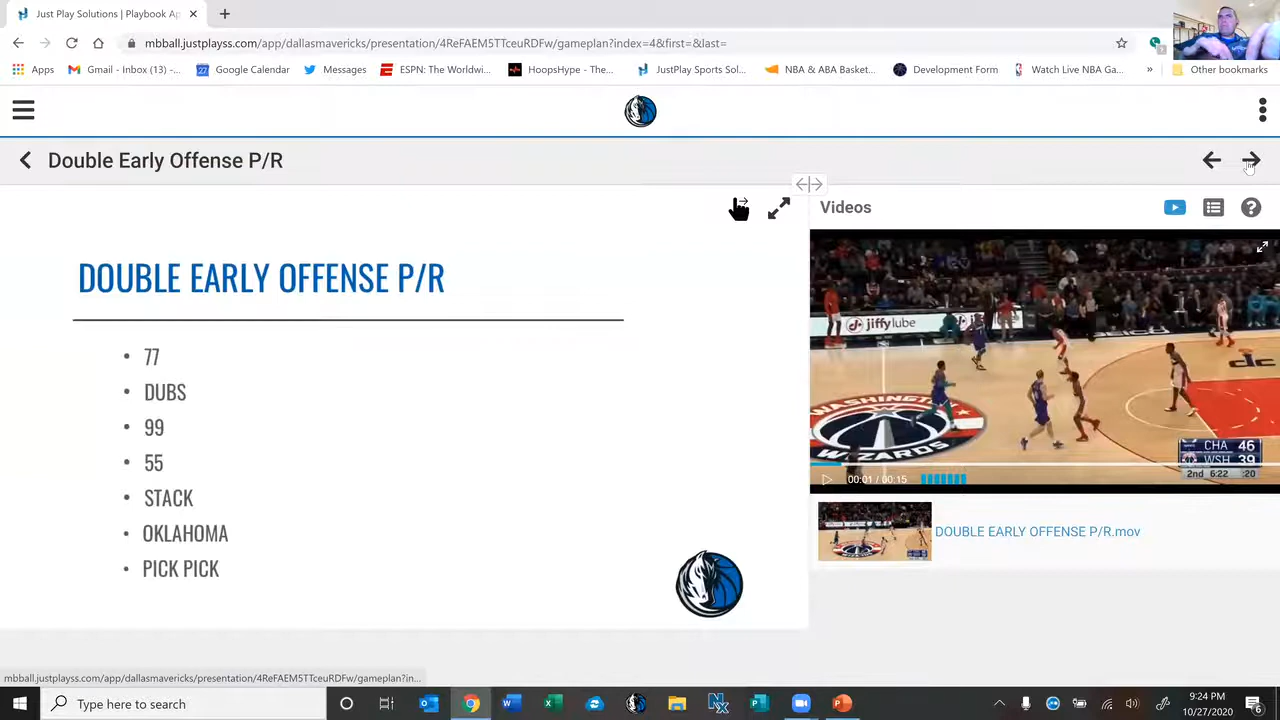 Just Play Solutions | Playbook Ap
mbball.justplayss.com/app/dallasmavericks/presentation/4ReFAEM5TTceuRDFw/gameplan?index=4&first=&last=
Apps
Gmail - Inbox (13) -...
Google Calendar
Messages
ESPN: The Worldwi...
HoopsHype - The...
JustPlay Sports Sol...
NBA & ABA Basket...
Development Form
Watch Live NBA Ga...
»
Other bookmarks
Double Early Offense P/R
Videos
DOUBLE EARLY OFFENSE P/R
• 77
• DUBS
• 99
• 55
• STACK
• OKLAHOMA
• PICK PICK
jiffylube
WASHINGTON
WIZARDS
dc
CHA 46
WSH 39
2nd 6:22 :20
00:01 / 00:15
DOUBLE EARLY OFFENSE P/R.mov
mbball.justplayss.com/app/dallasmavericks/presentation/4ReFAEM5TTceuRDFw/gameplan?in...
Type here to search
9:24 PM
10/27/2020